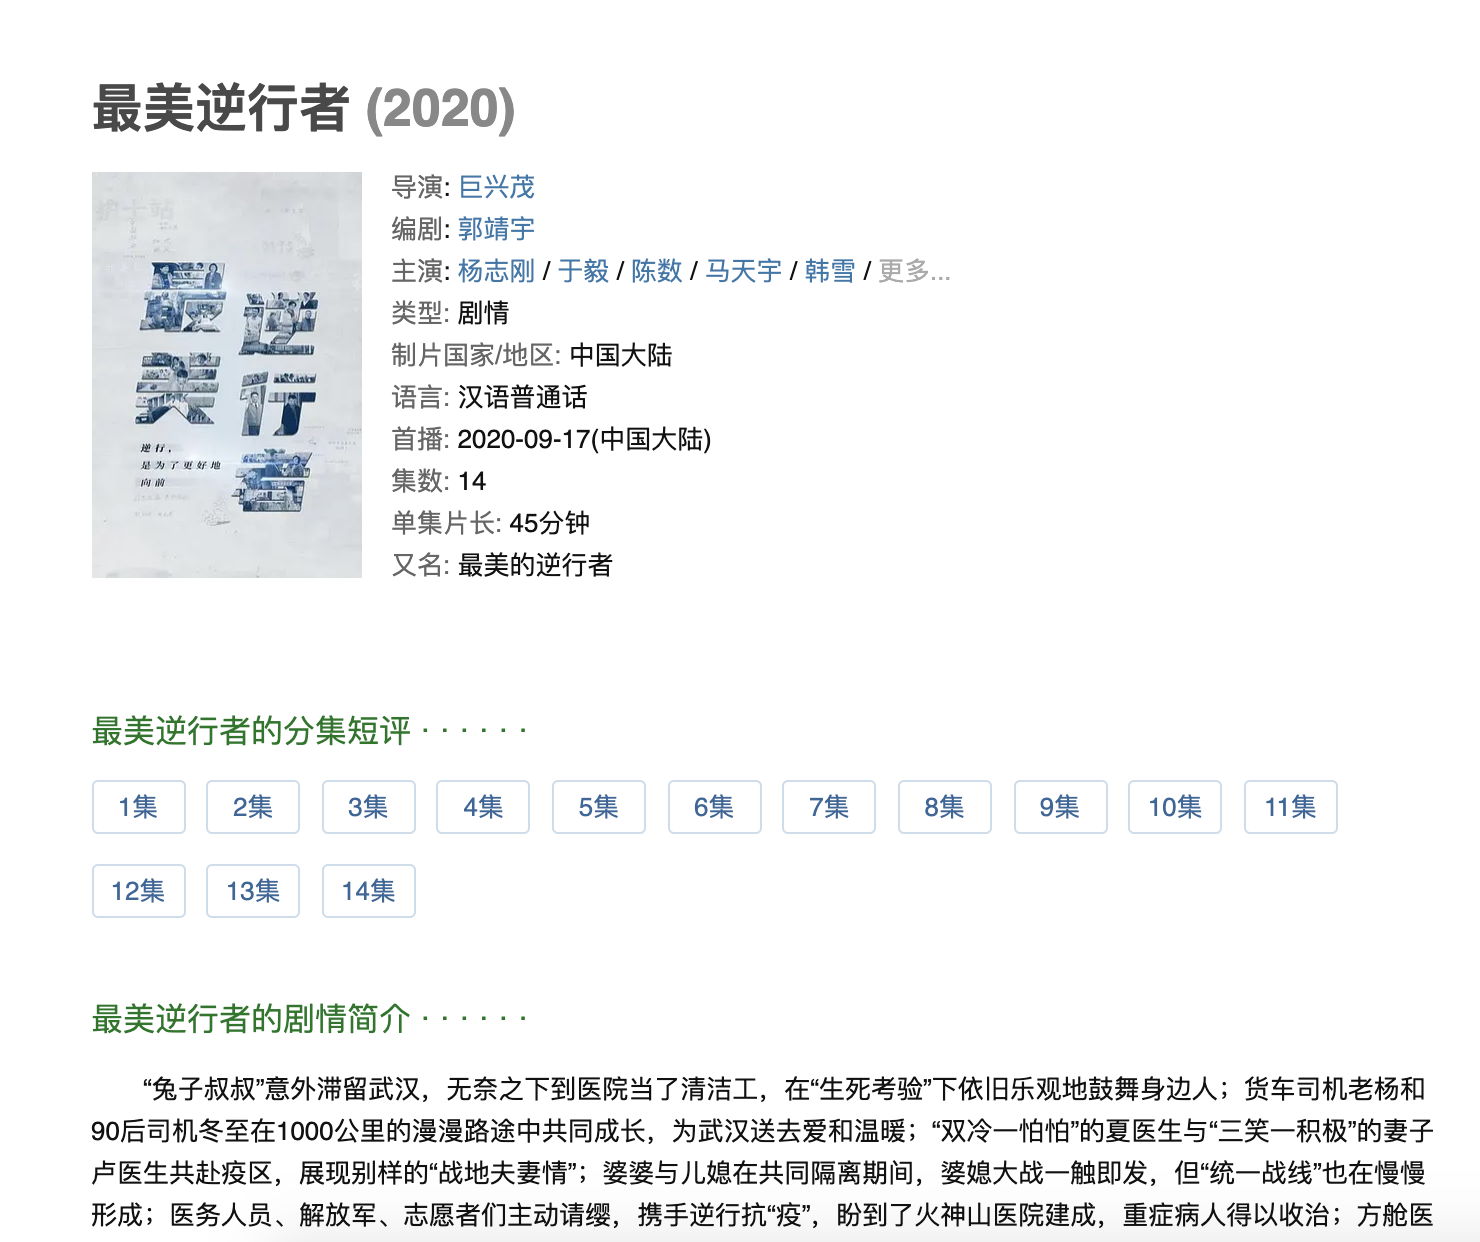 最美逆行者 (2020)
最美
逆行者
逆行，
是为了更好地
向前
导演: 巨兴茂
编剧: 郭靖宇
主演: 杨志刚 / 于毅 / 陈数 / 马天宇 / 韩雪 / 更多...
类型: 剧情
制片国家/地区: 中国大陆
语言: 汉语普通话
首播: 2020-09-17(中国大陆)
集数: 14
单集片长: 45分钟
又名: 最美的逆行者
最美逆行者的分集短评 · · · · · ·
1集 2集 3集 4集 5集 6集 7集 8集 9集 10集 11集
12集 13集 14集
最美逆行者的剧情简介 · · · · · ·
“兔子叔叔”意外滞留武汉，无奈之下到医院当了清洁工，在“生死考验”下依旧乐观地鼓舞身边人；货车司机老杨和
90后司机冬至在1000公里的漫漫路途中共同成长，为武汉送去爱和温暖；“双冷一怕怕”的夏医生与“三笑一积极”的妻子
卢医生共赴疫区，展现别样的“战地夫妻情”；婆婆与儿媳在共同隔离期间，婆媳大战一触即发，但“统一战线”也在慢慢
形成；医务人员、解放军、志愿者们主动请缨，携手逆行抗“疫”，盼到了火神山医院建成，重症病人得以收治；方舱医